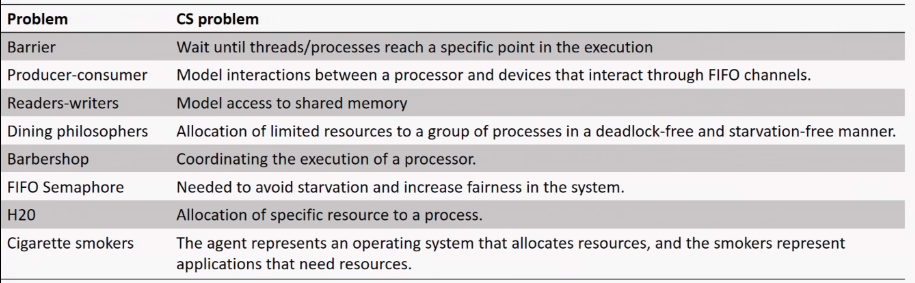 Problem CS problem
Barrier Wait until threads/processes reach a specific point in the execution
Producer-consumer Model interactions between a processor and devices that interact through FIFO channels.
Readers-writers Model access to shared memory
Dining philosophers Allocation of limited resources to a group of processes in a deadlock-free and starvation-free manner.
Barbershop Coordinating the execution of a processor.
FIFO Semaphore Needed to avoid starvation and increase fairness in the system.
H20 Allocation of specific resource to a process.
Cigarette smokers The agent represents an operating system that allocates resources, and the smokers represent
applications that need resources.